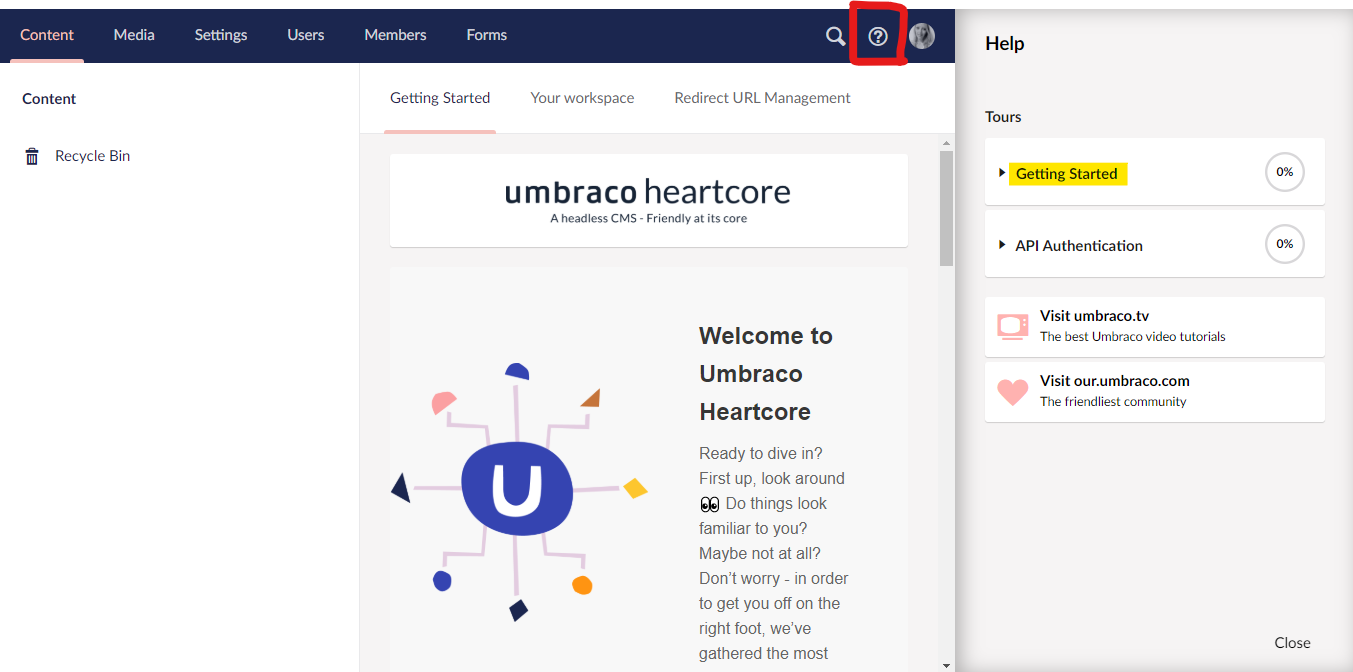 Content Media Settings Users Members Forms
Content
Recycle Bin
Getting Started Your workspace Redirect URL Management
umbraco heartcore
A headless CMS - Friendly at its core
U
Welcome to
Umbraco
Heartcore
Ready to dive in?
First up, look around
👀 Do things look
familiar to you?
Maybe not at all?
Don't worry - in order
to get you off on the
right foot, we've
gathered the most
Help
Tours
Getting Started 0%
API Authentication 0%
Visit umbraco.tv
The best Umbraco video tutorials
Visit our.umbraco.com
The friendliest community
Close